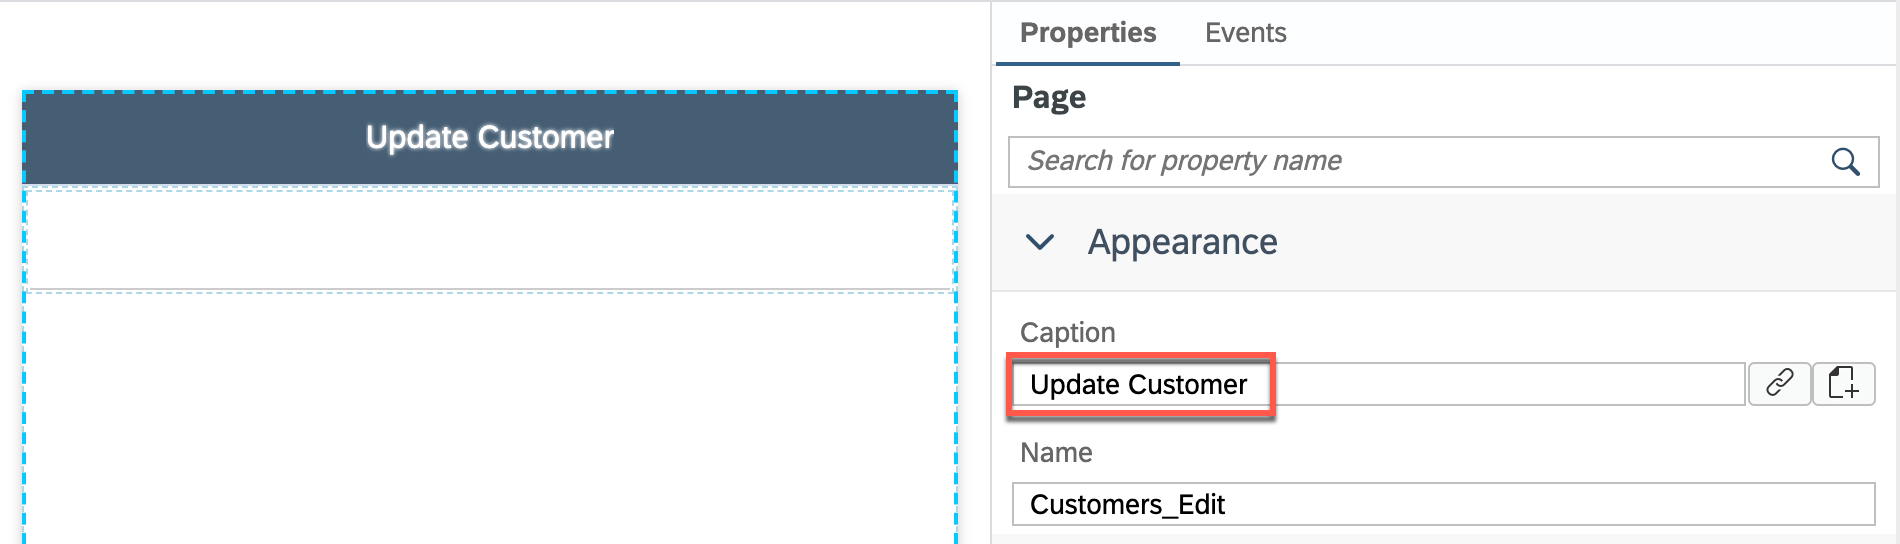 Update Customer
Properties Events
Page
Search for property name
Appearance
Caption
Update Customer
Name
Customers_Edit